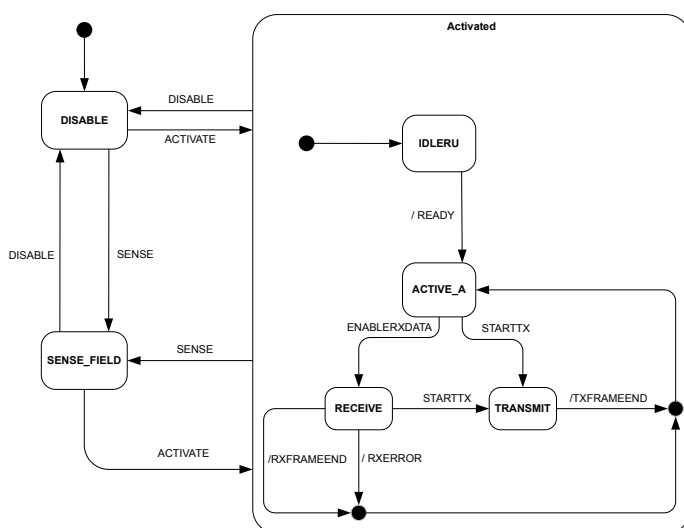 Activated
DISABLE
DISABLE
ACTIVATE
IDLERU
/ READY
DISABLE
SENSE
ACTIVE_A
ENABLERXDATA
STARTTX
SENSE_FIELD
SENSE
RECEIVE
STARTTX
TRANSMIT
/TXFRAMEEND
ACTIVATE
/RXFRAMEEND
/ RXERROR